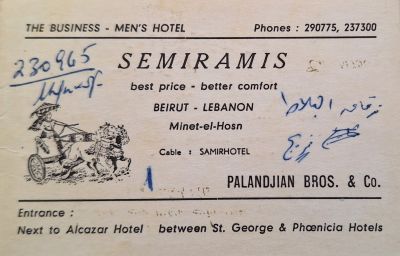 THE BUSINESS - MEN'S HOTEL Phones : 290775, 237300
230965
SEMIRAMIS
best price - better comfort
BEIRUT - LEBANON
Minet-el-Hosn
Cable : SAMIRHOTEL
PALANDJIAN BROS. & Co.
Entrance :
Next to Alcazar Hotel between St. George & Phœnicia Hotels